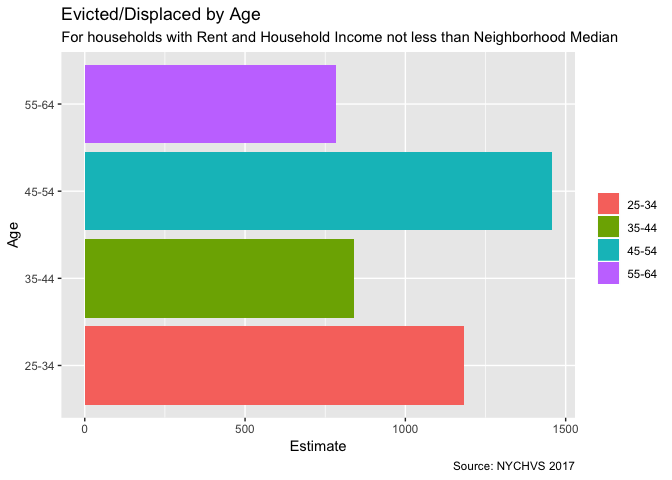 Evicted/Displaced by Age
For households with Rent and Household Income not less than Neighborhood Median
55-64
45-54
35-44
25-34
Age
0
500
1000
1500
Estimate
25-34
35-44
45-54
55-64
Source: NYCHVS 2017